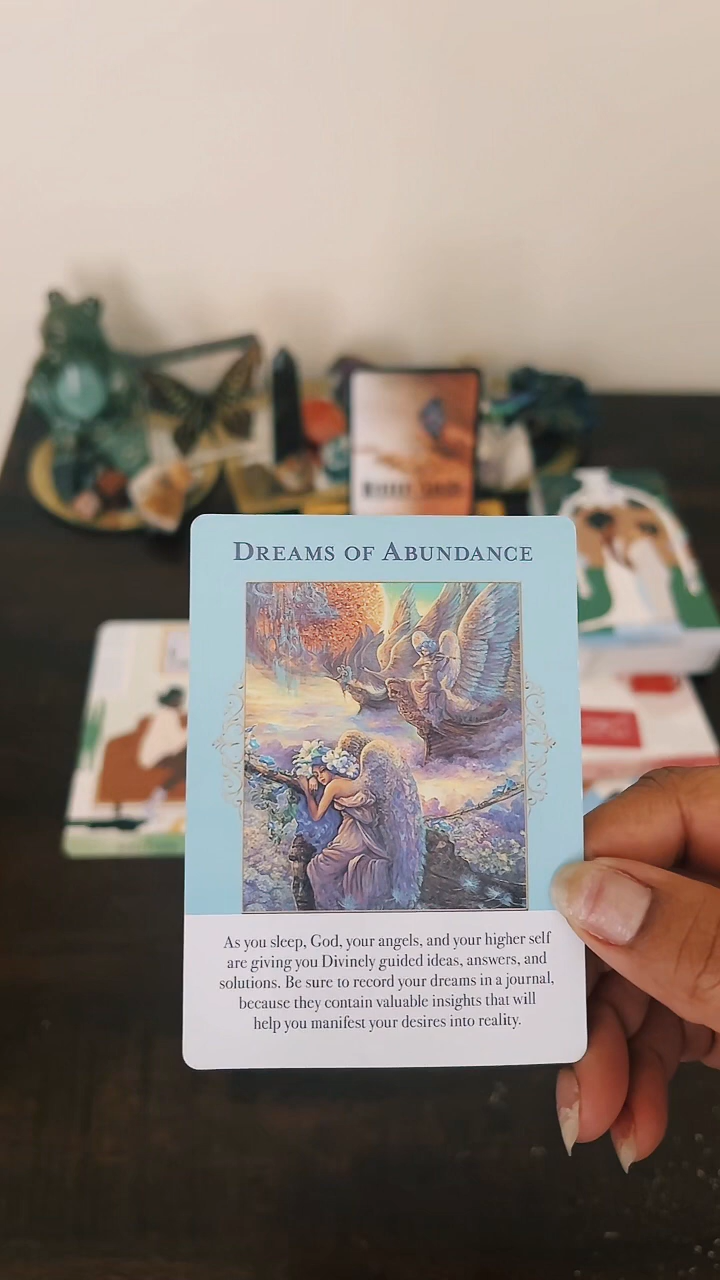 DREAMS OF ABUNDANCE
As you sleep, God, your angels, and your higher self
are giving you Divinely guided ideas, answers, and
solutions. Be sure to record your dreams in a journal,
because they contain valuable insights that will
help you manifest your desires into reality.